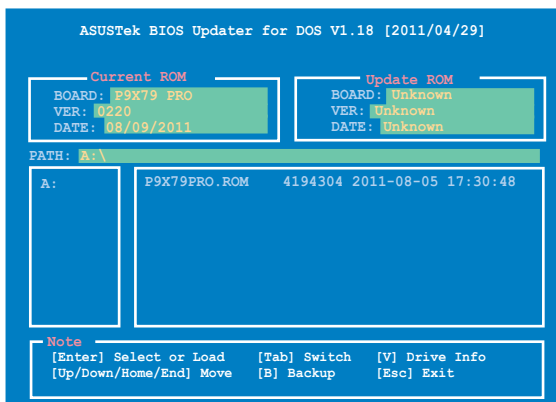 ASUSTek BIOS Updater for DOS V1.18 [2011/04/29]
Current ROM
BOARD: P9X79 PRO
VER: 0220
DATE: 08/09/2011
Update ROM
BOARD: Unknown
VER: Unknown
DATE: Unknown
PATH: A:\
A:
P9X79PRO.ROM 4194304 2011-08-05 17:30:48
Note
[Enter] Select or Load [Tab] Switch [V] Drive Info
[Up/Down/Home/End] Move [B] Backup [Esc] Exit